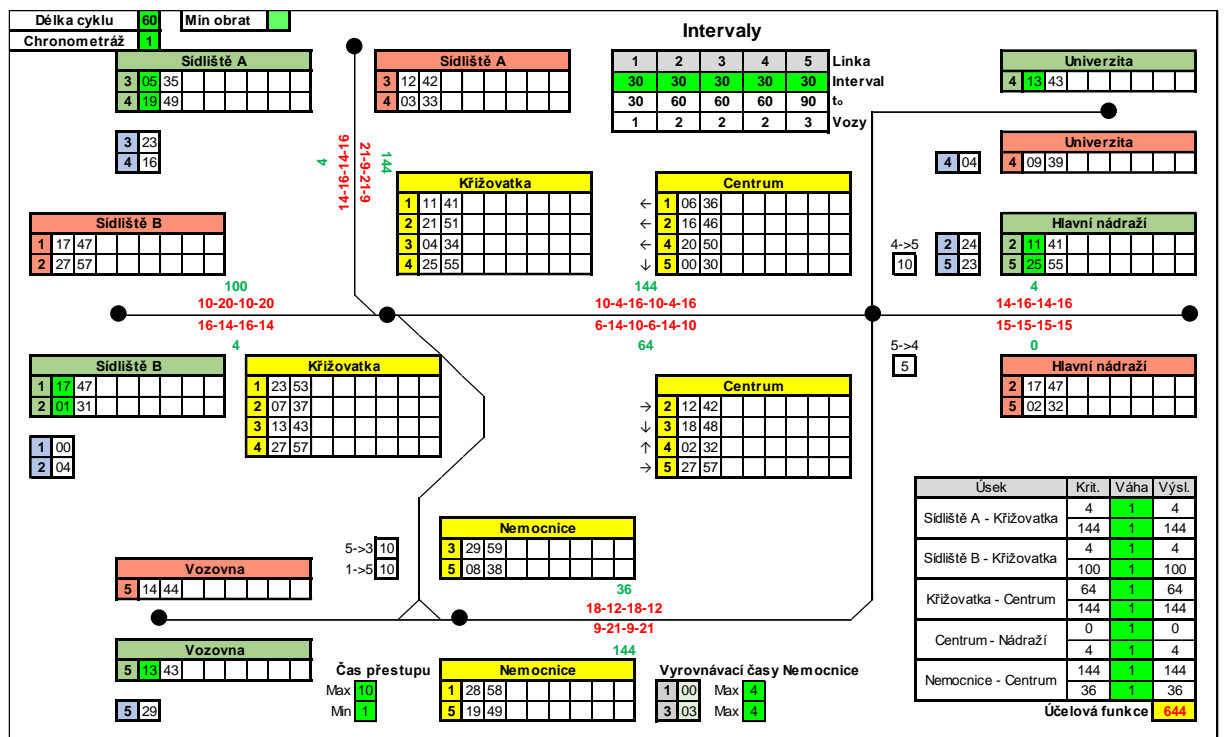 Délka cyklu 60 Min obrat
Chronometráž 1
Intervaly
Sídliště A
3 05 35
4 19 49
3 23
4 16
Sídliště A
3 12 42
4 03 33
1 2 3 4 5 Linka
30 30 30 30 30 Interval
30 60 60 60 90 to
1 2 2 2 3 Vozy
Univerzita
4 13 43
Univerzita
4 04
4 09 39
4
14-16-14-16
21-9-21-9
144
Křižovatka
1 11 41
2 21 51
3 04 34
4 25 55
Centrum
← 1 06 36
← 2 16 46
← 4 20 50
↓ 5 00 30
Sídliště B
1 17 47
2 27 57
4->5
10
2 24
5 23
Hlavní nádraží
2 11 41
5 25 55
100
10-20-10-20
16-14-16-14
4
144
10-4-16-10-4-16
6-14-10-6-14-10
64
4
14-16-14-16
15-15-15-15
0
5->4
5
Sídliště B
1 17 47
2 01 31
1 00
2 04
Křižovatka
1 23 53
2 07 37
3 13 43
4 27 57
Centrum
→ 2 12 42
↓ 3 18 48
↑ 4 02 32
→ 5 27 57
Hlavní nádraží
2 17 47
5 02 32
Úsek Krit. Váha Výsl.
Sídliště A - Křižovatka
4 1 4
144 1 144
Sídliště B - Křižovatka
4 1 4
100 1 100
Křižovatka - Centrum
64 1 64
144 1 144
Centrum - Nádraží
0 1 0
4 1 4
Nemocnice - Centrum
144 1 144
36 1 36
Účelová funkce 644
5->3 10
1->5 10
Nemocnice
3 29 59
5 08 38
Vozovna
5 14 44
36
18-12-18-12
9-21-9-21
144
Vozovna
5 13 43
5 29
Čas přestupu
Max 10
Min 1
Nemocnice
1 28 58
5 19 49
Vyrovnávací časy Nemocnice
1 00 Max 4
3 03 Max 4